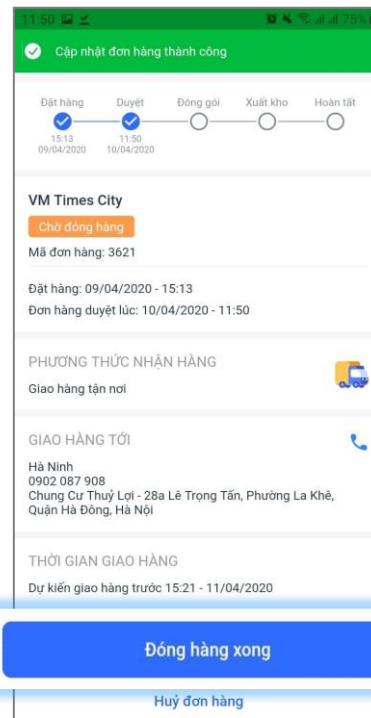 11:50 75%
Cập nhật đơn hàng thành công
Đặt hàng Duyệt Đóng gói Xuất kho Hoàn tất
15:13 11:50
09/04/2020 10/04/2020
VM Times City
Chờ đóng hàng
Mã đơn hàng: 3621
Đặt hàng: 09/04/2020 - 15:13
Đơn hàng duyệt lúc: 10/04/2020 - 11:50
PHƯƠNG THỨC NHẬN HÀNG
Giao hàng tận nơi
GIAO HÀNG TỚI
Hà Ninh
0902 087 908
Chung Cư Thuỷ Lợi - 28a Lê Trọng Tấn, Phường La Khê,
Quận Hà Đông, Hà Nội
THỜI GIAN GIAO HÀNG
Dự kiến giao hàng trước 15:21 - 11/04/2020
Đóng hàng xong
Huỷ đơn hàng